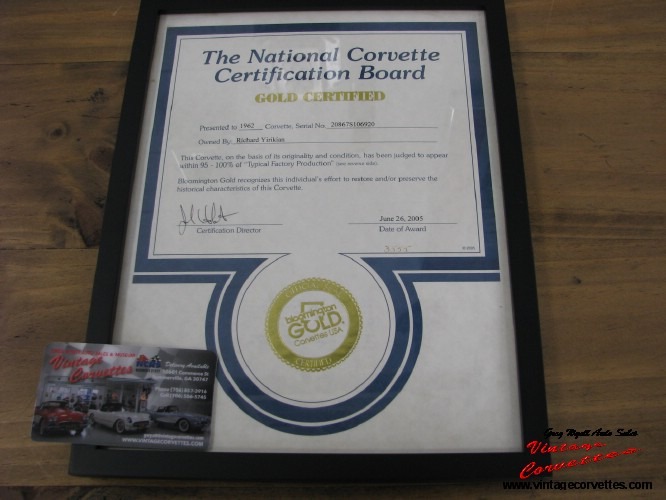 The National Corvette
Certification Board
GOLD CERTIFIED
Presented to 1962 Corvette, Serial No: 20867S106920
Owned By: Richard Yirikian
This Corvette, on the basis of its originality and condition, has been judged to appear
within 95 - 100% of "Typical Factory Production"
Bloomington Gold recognizes this individual's effort to restore and/or preserve the
historical characteristics of this Corvette.
June 26, 2005
Certification Director Date of Award
bloomington
GOLD
Corvettes USA
CERTIFIED
Vintage
Corvettes
WWW.VINTAGECORVETTES.COM
Greg Wyatt Auto Sales
Vintage
Corvettes
www.vintagecorvettes.com